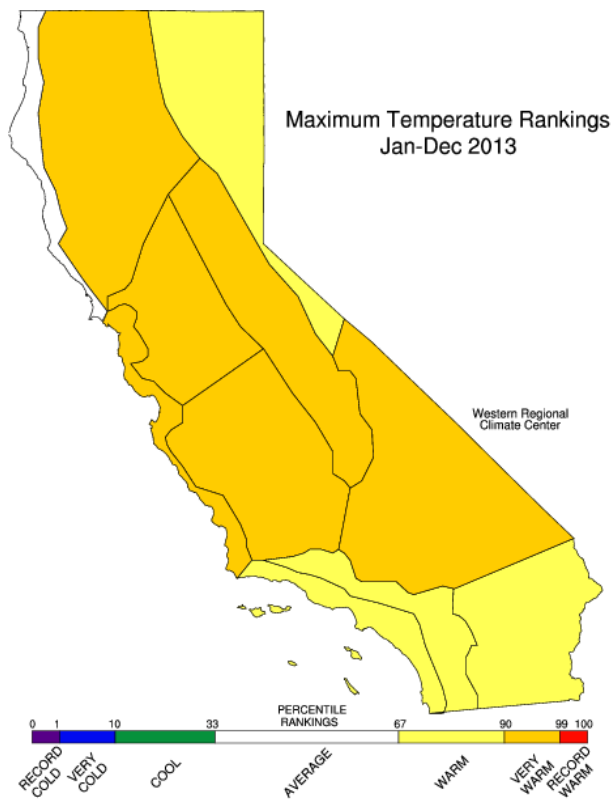 Maximum Temperature Rankings
Jan-Dec 2013
Western Regional
Climate Center
PERCENTILE
RANKINGS
0 1 10 33 67 90 99 100
RECORD
COLD
VERY
COLD
COOL
AVERAGE
WARM
VERY
WARM
RECORD
WARM